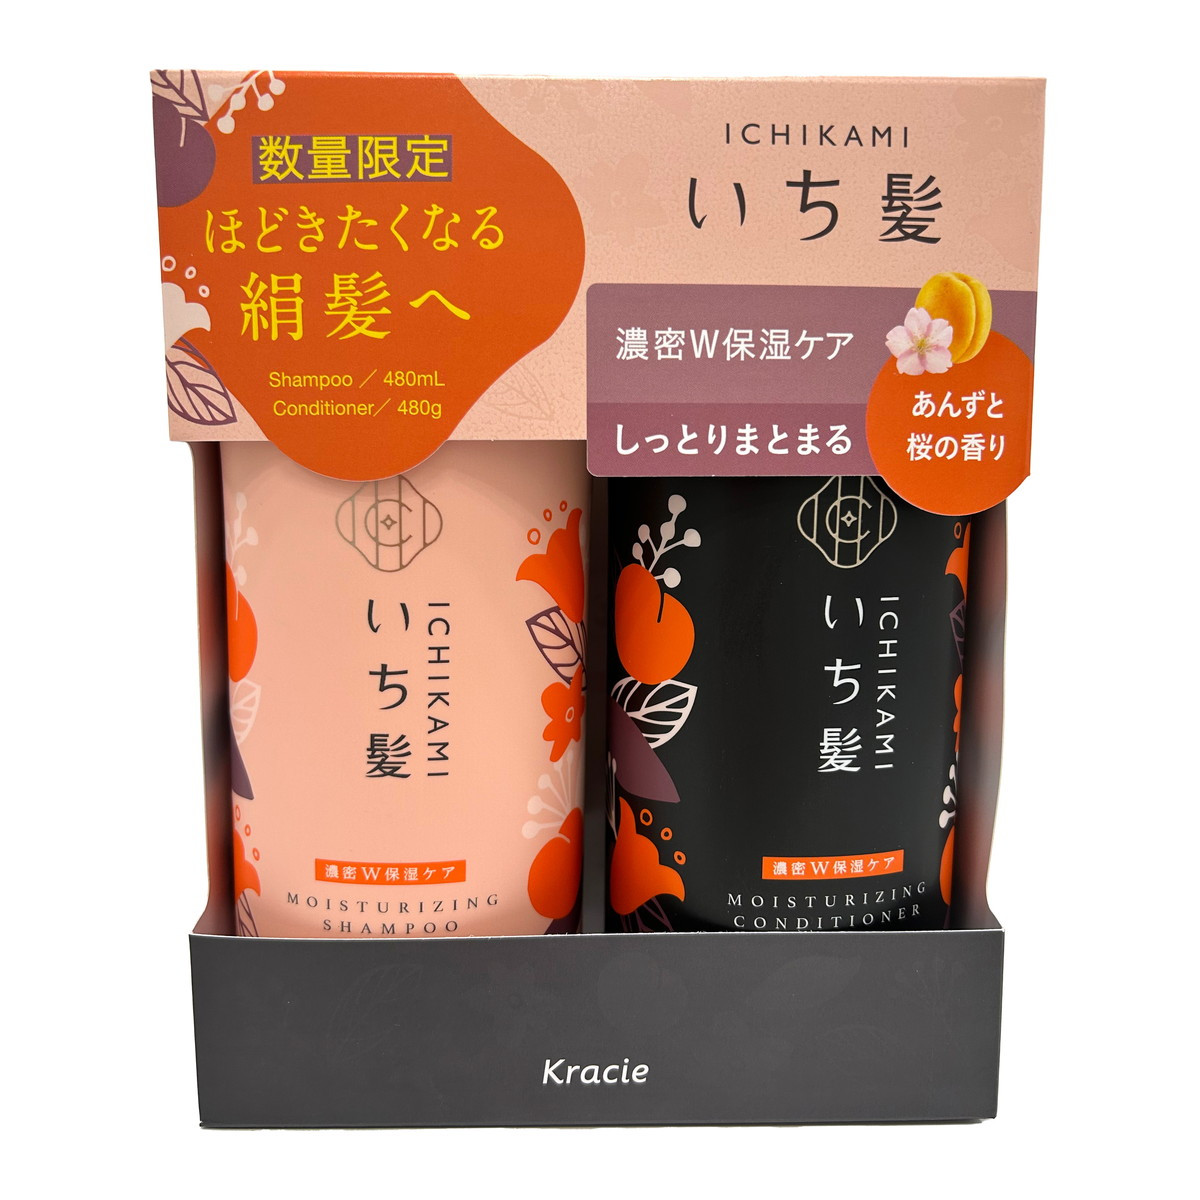 数量限定
ほどきたくなる
絹髪へ
Shampoo／480mL
Conditioner／480g
ICHIKAMI
いち髪
濃密W保湿ケア
しっとりまとまる
あんずと
桜の香り
いち髪
ICHIKAMI
濃密W保湿ケア
MOISTURIZING
SHAMPOO
いち髪
ICHIKAMI
濃密W保湿ケア
MOISTURIZING
CONDITIONER
Kracie